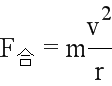 F合 = m v²/r